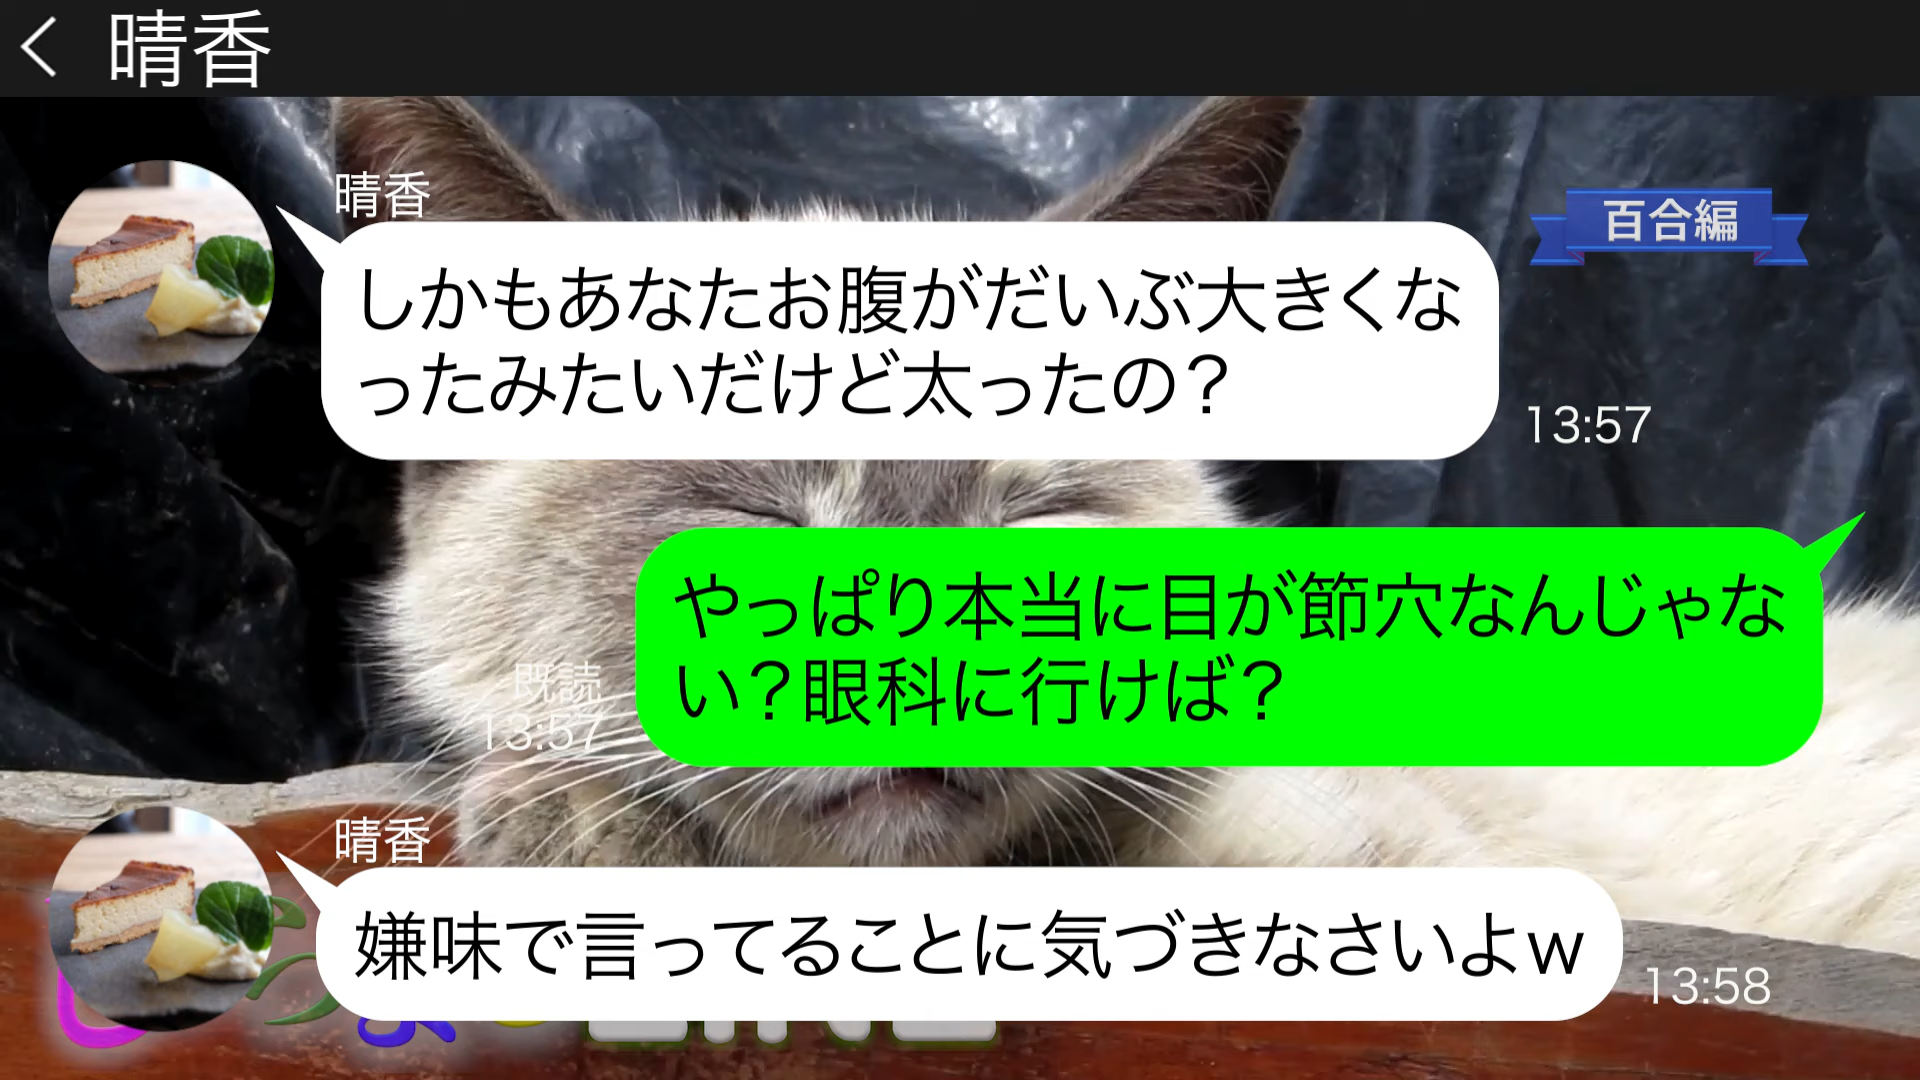 晴香
晴香
百合編
しかもあなたお腹がだいぶ大きくな
ったみたいだけど太ったの？
13:57
やっぱり本当に目が節穴なんじゃな
い？眼科に行けば？
既読
13:57
晴香
嫌味で言ってることに気づきなさいよw
13:58